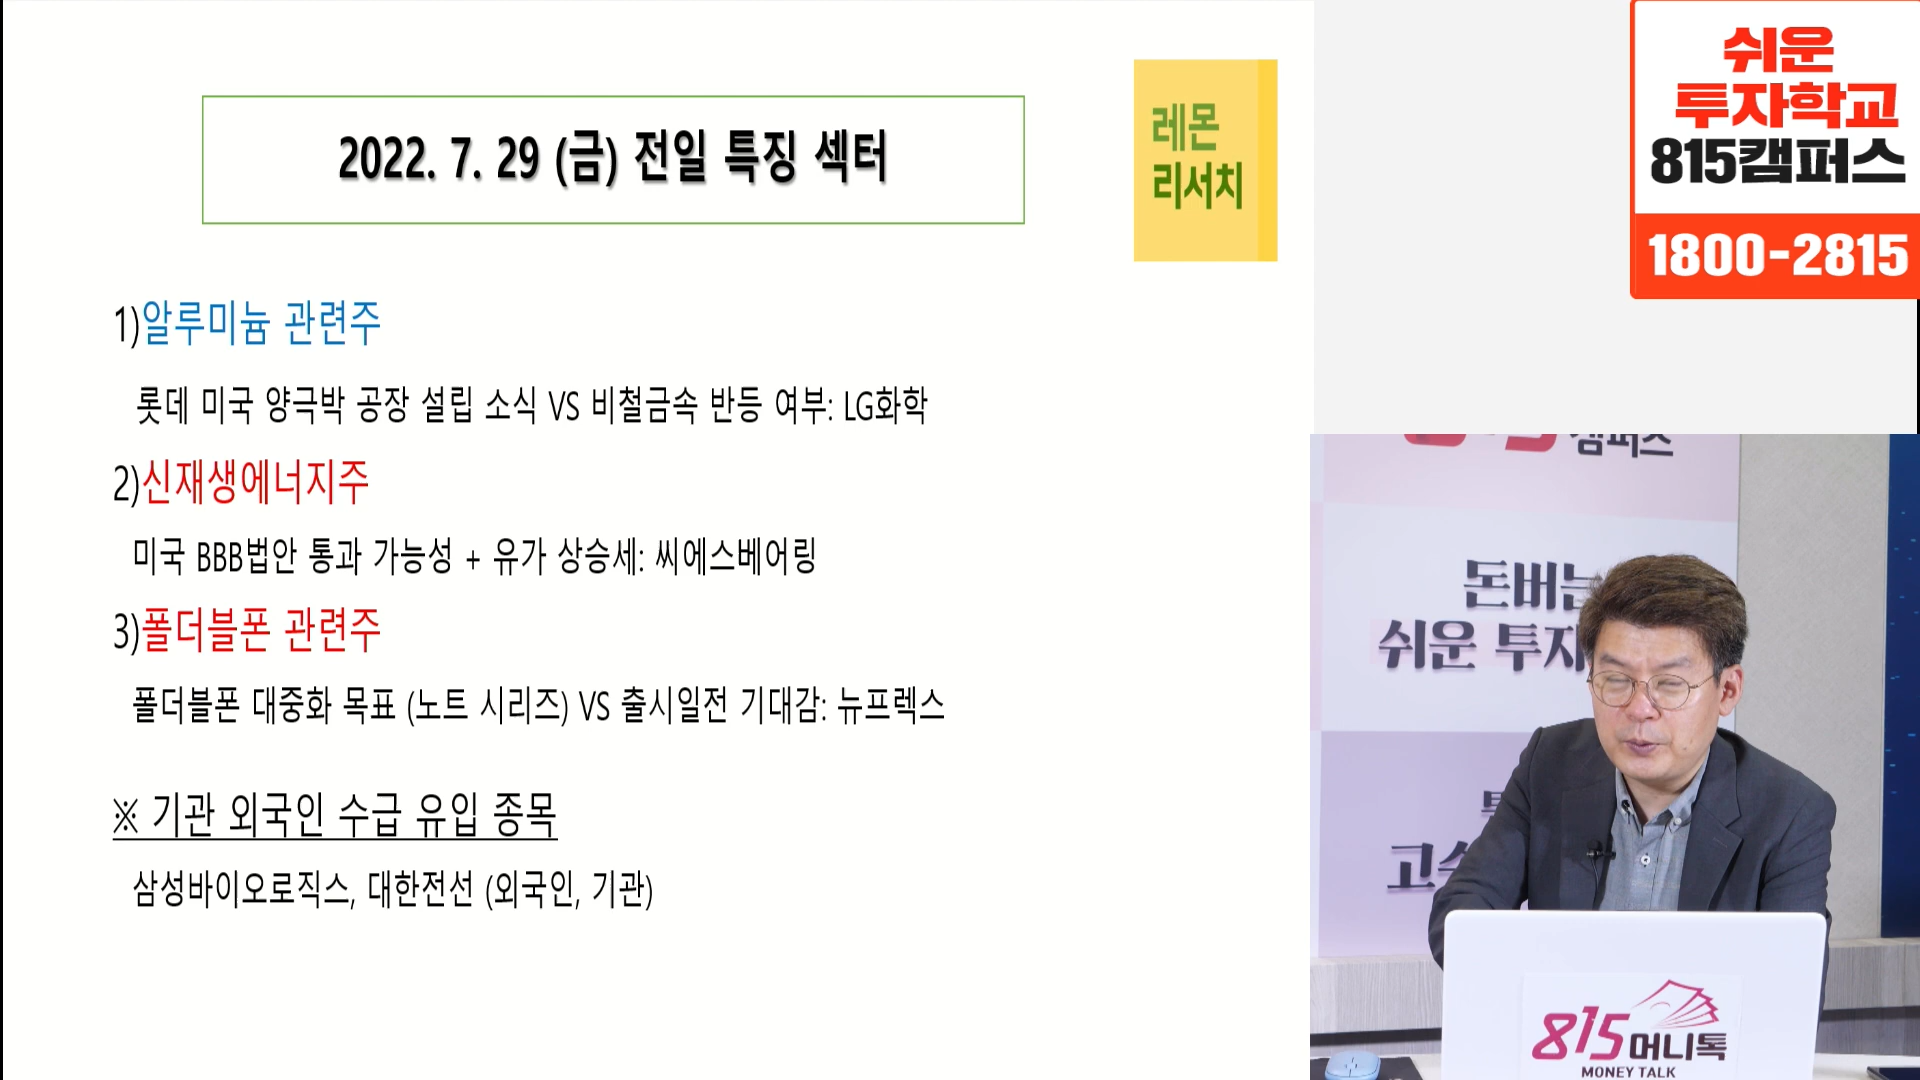 2022. 7. 29 (금) 전일 특징 섹터
레몬
리서치
1)알루미늄 관련주
롯데 미국 양극박 공장 설립 소식 VS 비철금속 반등 여부: LG화학
2)신재생에너지주
미국 BBB법안 통과 가능성 + 유가 상승세: 씨에스베어링
3)폴더블폰 관련주
폴더블폰 대중화 목표 (노트 시리즈) VS 출시일전 기대감: 뉴프렉스
※ 기관 외국인 수급 유입 종목
삼성바이오로직스, 대한전선 (외국인, 기관)
쉬운
투자학교
815캠퍼스
1800-2815
캠퍼스
돈버는
쉬운 투자
815머니톡
MONEY TALK